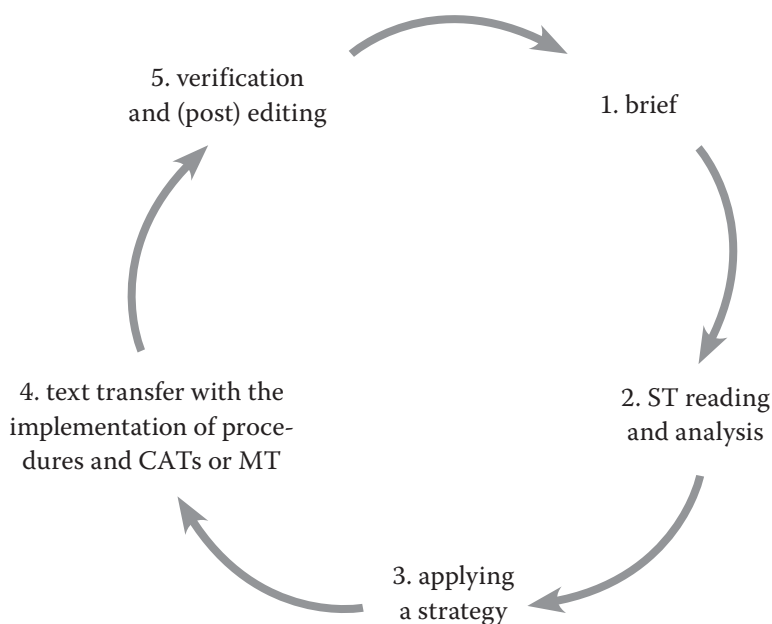 1. brief
2. ST reading
and analysis
3. applying
a strategy
4. text transfer with the
implementation of proce-
dures and CATs or MT
5. verification
and (post) editing